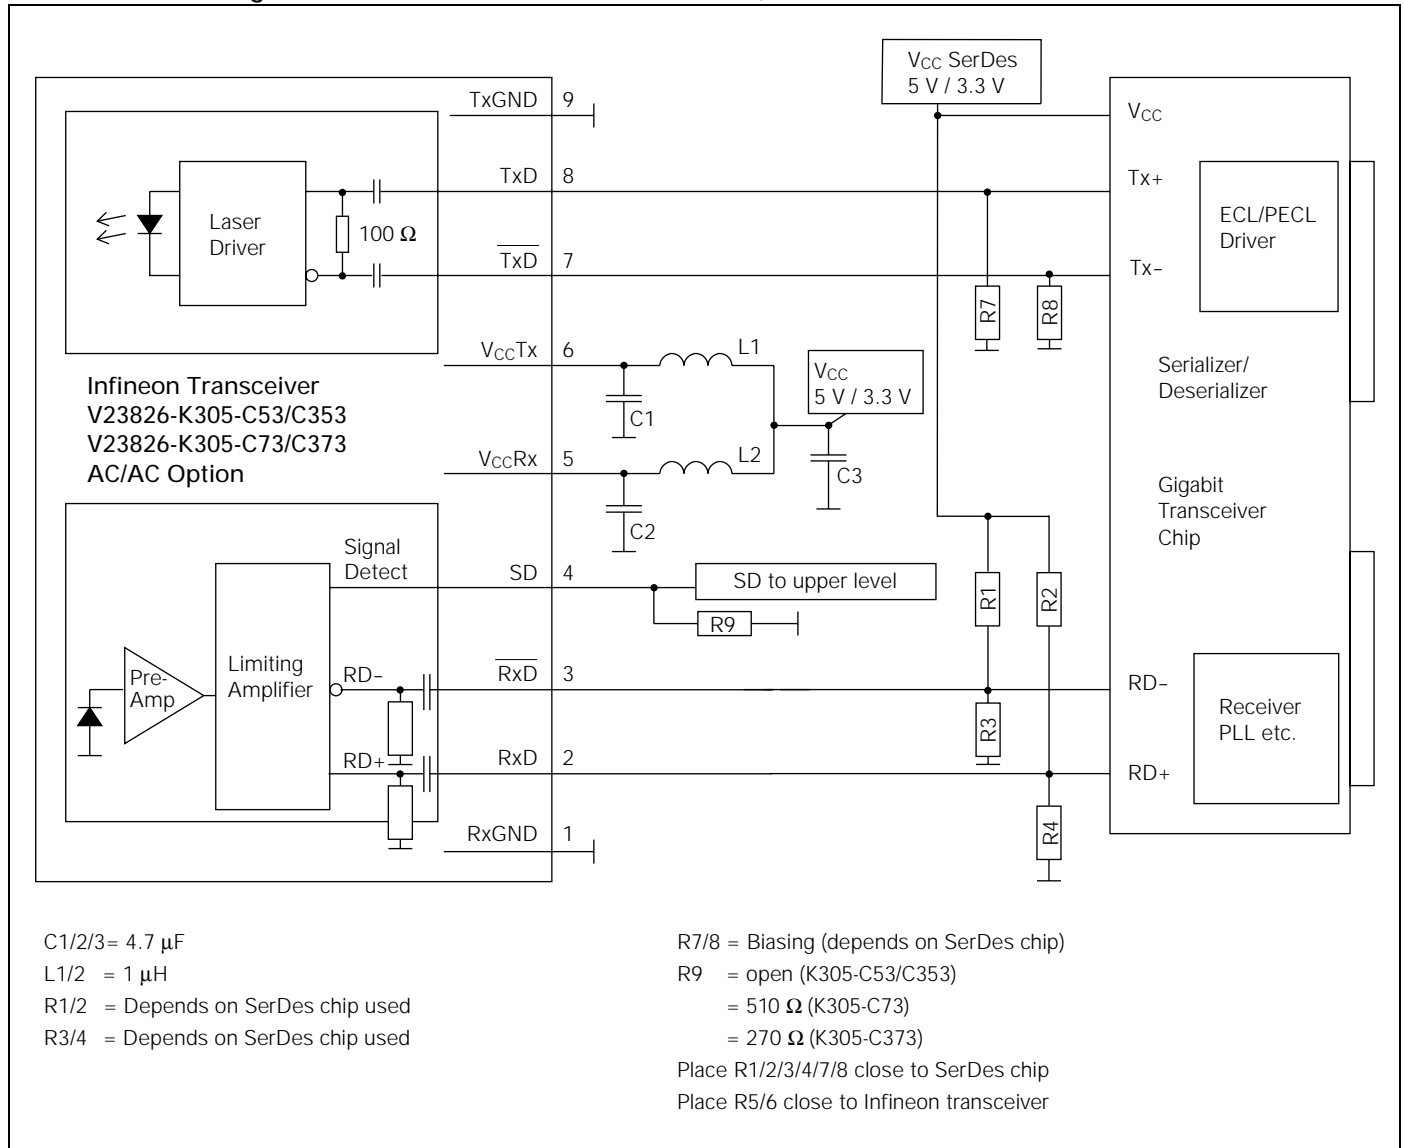 V_CC SerDes
5 V / 3.3 V
TxGND 9
V_CC
TxD 8
Tx+
Laser
Driver
100 Ω
ECL/PECL
Driver
TxD 7
Tx–
R7
R8
V_CCTx 6
L1
V_CC
5 V / 3.3 V
C1
Serializer/
Deserializer
Infineon Transceiver
V23826-K305-C53/C353
V23826-K305-C73/C373
AC/AC Option
V_CCRx 5
L2
C3
C2
Gigabit
Transceiver
Chip
Signal
Detect
SD 4
SD to upper level
R9
R1
R2
Pre-
Amp
Limiting
Amplifier
RD–
RxD 3
RD–
R3
Receiver
PLL etc.
RD+
RxD 2
RD+
R4
RxGND 1
C1/2/3= 4.7 µF
L1/2 = 1 µH
R1/2 = Depends on SerDes chip used
R3/4 = Depends on SerDes chip used
R7/8 = Biasing (depends on SerDes chip)
R9 = open (K305-C53/C353)
= 510 Ω (K305-C73)
= 270 Ω (K305-C373)
Place R1/2/3/4/7/8 close to SerDes chip
Place R5/6 close to Infineon transceiver